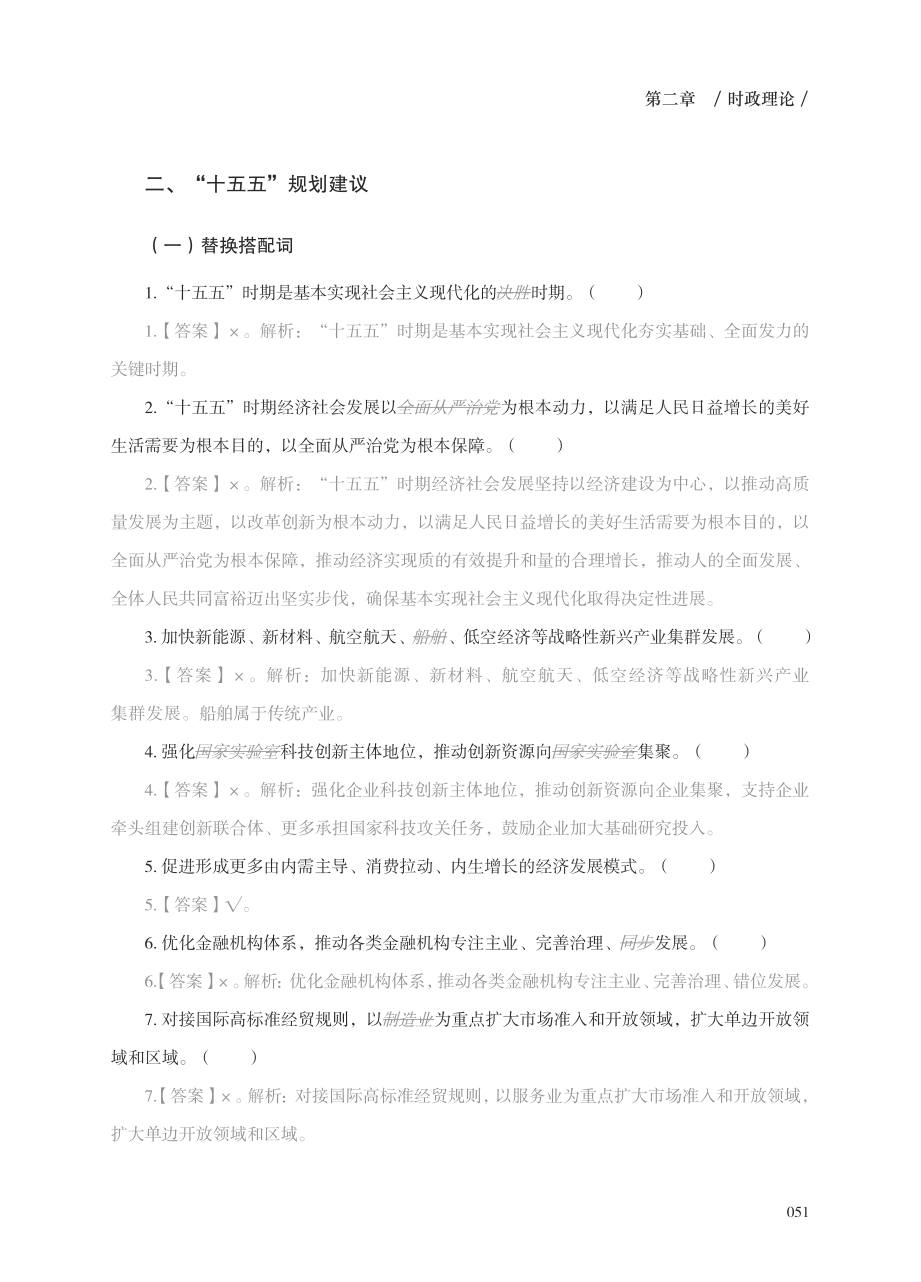 第二章 / 时政理论 /
二、“十五五”规划建议
（一）替换搭配词
1.“十五五”时期是基本实现社会主义现代化的决胜时期。（　　）
1.【答案】×。解析：“十五五”时期是基本实现社会主义现代化夯实基础、全面发力的
关键时期。
2.“十五五”时期经济社会发展以全面从严治党为根本动力，以满足人民日益增长的美好
生活需要为根本目的，以全面从严治党为根本保障。（　　）
2.【答案】×。解析：“十五五”时期经济社会发展坚持以经济建设为中心，以推动高质
量发展为主题，以改革创新为根本动力，以满足人民日益增长的美好生活需要为根本目的，以
全面从严治党为根本保障，推动经济实现质的有效提升和量的合理增长，推动人的全面发展、
全体人民共同富裕迈出坚实步伐，确保基本实现社会主义现代化取得决定性进展。
3. 加快新能源、新材料、航空航天、船舶、低空经济等战略性新兴产业集群发展。（　　）
3.【答案】×。解析：加快新能源、新材料、航空航天、低空经济等战略性新兴产业
集群发展。船舶属于传统产业。
4. 强化国家实验室科技创新主体地位，推动创新资源向国家实验室集聚。（　　）
4.【答案】×。解析：强化企业科技创新主体地位，推动创新资源向企业集聚，支持企业
牵头组建创新联合体、更多承担国家科技攻关任务，鼓励企业加大基础研究投入。
5. 促进形成更多由内需主导、消费拉动、内生增长的经济发展模式。（　　）
5.【答案】√。
6. 优化金融机构体系，推动各类金融机构专注主业、完善治理、同步发展。（　　）
6.【答案】×。解析：优化金融机构体系，推动各类金融机构专注主业、完善治理、错位发展。
7. 对接国际高标准经贸规则，以制造业为重点扩大市场准入和开放领域，扩大单边开放领
域和区域。（　　）
7.【答案】×。解析：对接国际高标准经贸规则，以服务业为重点扩大市场准入和开放领域，
扩大单边开放领域和区域。
051